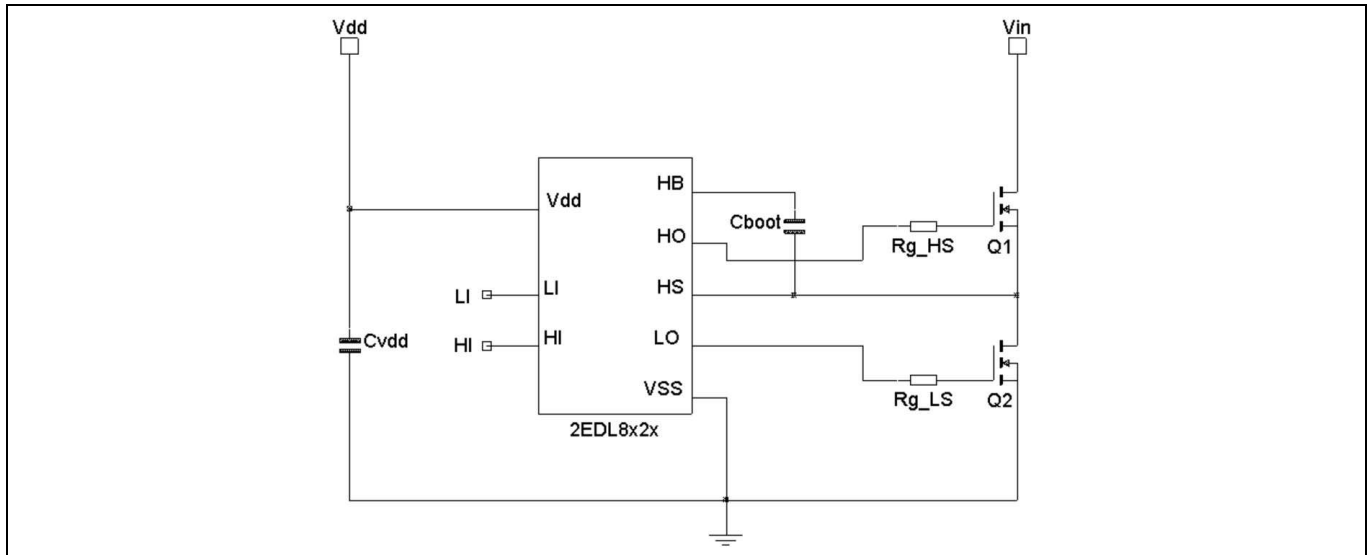 Vdd
Vin
HB
Vdd
Cboot
HO
Rg_HS
Q1
LI
LI
HS
HI
HI
LO
Cvdd
Rg_LS
Q2
VSS
2EDL8x2x